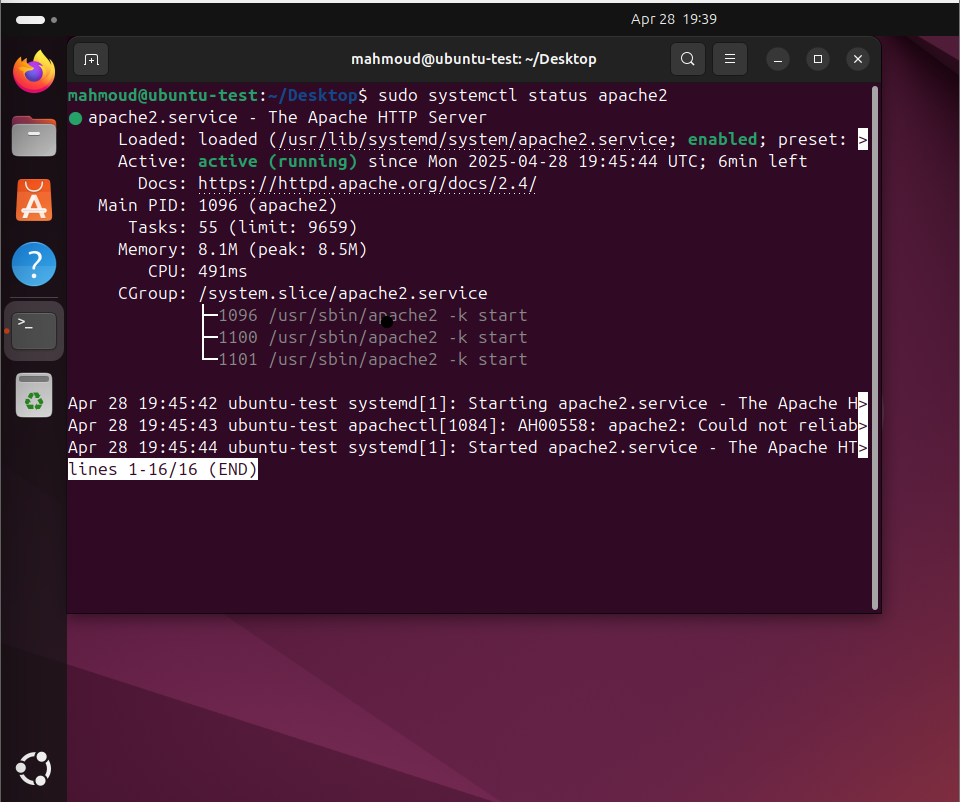 Apr 28 19:39
mahmoud@ubuntu-test: ~/Desktop
mahmoud@ubuntu-test:~/Desktop$ sudo systemctl status apache2
● apache2.service - The Apache HTTP Server
     Loaded: loaded (/usr/lib/systemd/system/apache2.service; enabled; preset: >
     Active: active (running) since Mon 2025-04-28 19:45:44 UTC; 6min left
       Docs: https://httpd.apache.org/docs/2.4/
   Main PID: 1096 (apache2)
      Tasks: 55 (limit: 9659)
     Memory: 8.1M (peak: 8.5M)
        CPU: 491ms
     CGroup: /system.slice/apache2.service
             ├─1096 /usr/sbin/apache2 -k start
             ├─1100 /usr/sbin/apache2 -k start
             └─1101 /usr/sbin/apache2 -k start
Apr 28 19:45:42 ubuntu-test systemd[1]: Starting apache2.service - The Apache H>
Apr 28 19:45:43 ubuntu-test apachectl[1084]: AH00558: apache2: Could not reliab>
Apr 28 19:45:44 ubuntu-test systemd[1]: Started apache2.service - The Apache HT>
lines 1-16/16 (END)